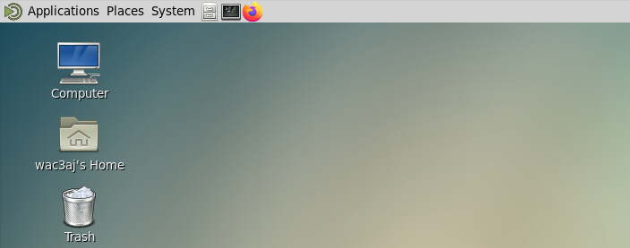 Applications Places System
Computer
wac3aj's Home
Trash